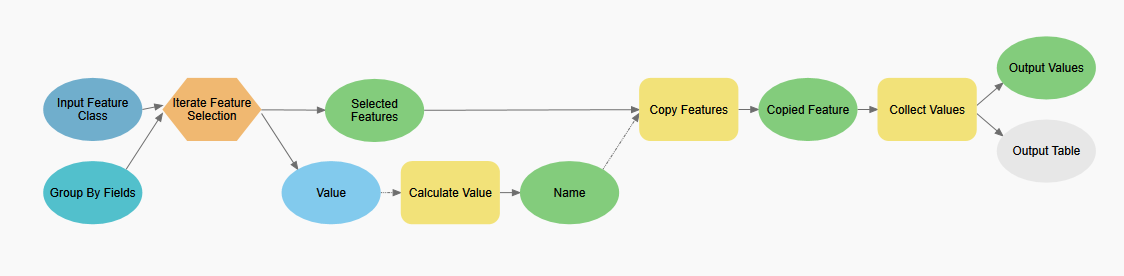 Input Feature
Class
Iterate Feature
Selection
Selected
Features
Copy Features
Copied Feature
Collect Values
Output Values
Output Table
Group By Fields
Value
Calculate Value
Name